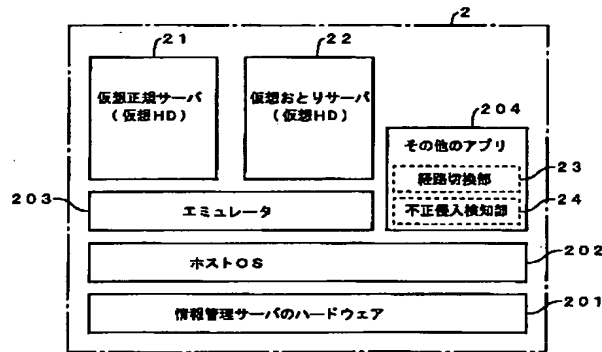 2
21
22
仮想正規サーバ
(仮想HD)
仮想おとりサーバ
(仮想HD)
204
その他のアプリ
経路切換部
23
不正侵入検知部
24
203
エミュレータ
ホストOS
202
情報管理サーバのハードウェア
201